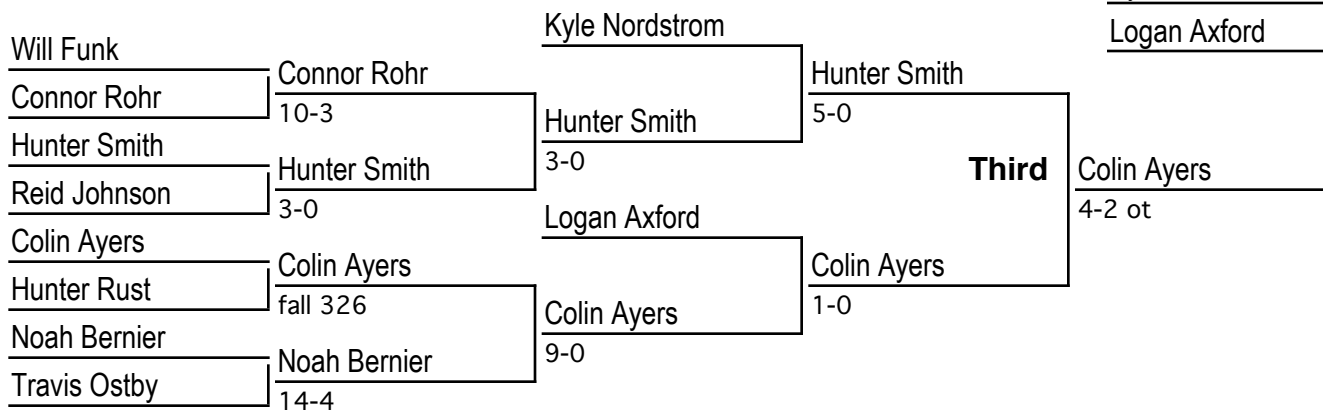 Will Funk
Connor Rohr
Hunter Smith
Reid Johnson
Colin Ayers
Hunter Rust
Noah Bernier
Travis Ostby
Connor Rohr
10-3
Hunter Smith
3-0
Colin Ayers
fall 326
Noah Bernier
14-4
Kyle Nordstrom
Hunter Smith
3-0
Logan Axford
Colin Ayers
9-0
Hunter Smith
5-0
Colin Ayers
1-0
Third
Colin Ayers
4-2 ot
Logan Axford